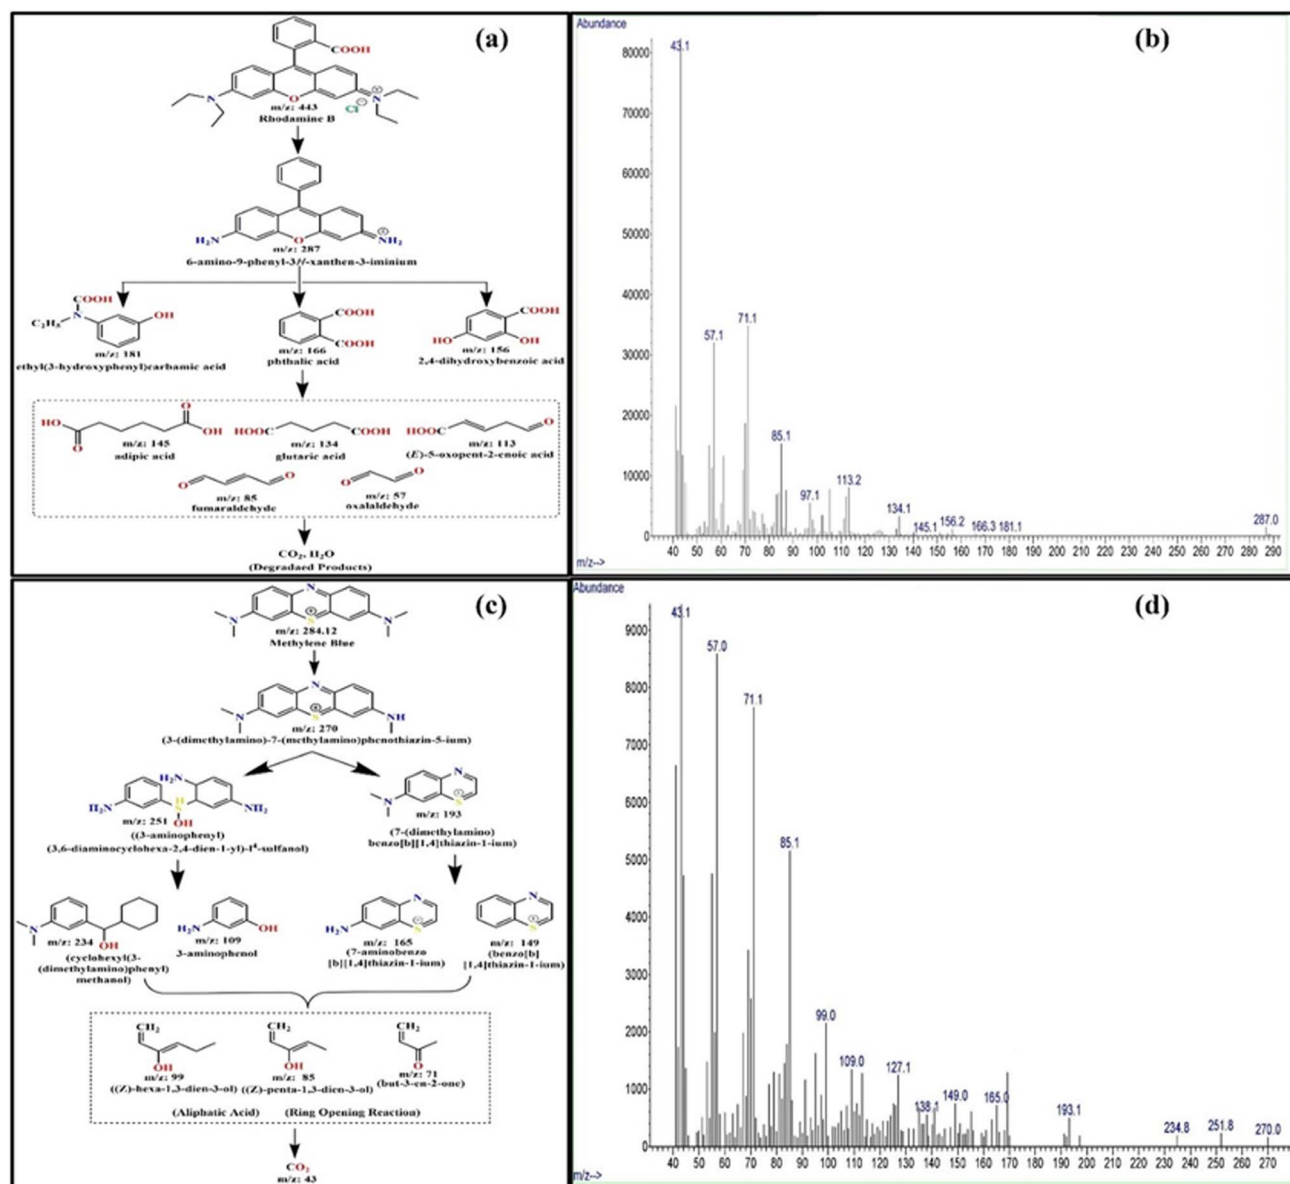 (a)
COOH
N
O
N
Cl
m/z: 443
Rhodamine B
H₂N
O
NH₂
m/z: 287
6-amino-9-phenyl-3H-xanthen-3-iminium
COOH
N
C₂H₅
OH
m/z: 181
ethyl(3-hydroxyphenyl)carbamic acid
COOH
COOH
m/z: 166
phthalic acid
COOH
HO
OH
m/z: 156
2,4-dihydroxybenzoic acid
HO
O
O
OH
m/z: 145
adipic acid
HOOC
COOH
m/z: 134
glutaric acid
HOOC
O
m/z: 113
(E)-5-oxopent-2-enoic acid
O
O
m/z: 85
fumaraldehyde
O
O
m/z: 57
oxalaldehyde
CO₂, H₂O
(Degradaed Products)
Abundance
(b)
80000
70000
60000
50000
40000
30000
20000
10000
0
43.1
57.1
71.1
85.1
97.1
113.2
134.1
145.1
156.2
166.3
181.1
287.0
40 50 60 70 80 90 100 110 120 130 140 150 160 170 180 190 200 210 220 230 240 250 260 270 280 290
m/z-->
(c)
N
N
S
N
m/z: 284.12
Methylene Blue
N
N
S
NH
m/z: 270
(3-(dimethylamino)-7-(methylamino)phenothiazin-5-ium)
H₂N
H₂N
H
S
OH
NH₂
m/z: 251
((3-aminophenyl)
(3,6-diaminocyclohexa-2,4-dien-1-yl)-l⁴-sulfanol)
N
N
S
m/z: 193
(7-(dimethylamino)
benzo[b][1,4]thiazin-1-ium)
N
m/z: 234
OH
(cyclohexyl(3-
(dimethylamino)phenyl)
methanol)
H₂N
OH
m/z: 109
3-aminophenol
H₂N
N
S
m/z: 165
(7-aminobenzo
[b][1,4]thiazin-1-ium)
N
S
m/z: 149
(benzo[b]
[1,4]thiazin-1-ium)
CH₂
OH
m/z: 99
((Z)-hexa-1,3-dien-3-ol)
CH₂
OH
m/z: 85
((Z)-penta-1,3-dien-3-ol)
CH₂
O
m/z: 71
(but-3-en-2-one)
(Aliphatic Acid) (Ring Opening Reaction)
CO₂
m/z: 43
Abundance
(d)
9000
8000
7000
6000
5000
4000
3000
2000
1000
0
43.1
57.0
71.1
85.1
99.0
109.0
127.1
138.1
149.0
165.0
193.1
234.8
251.8
270.0
40 50 60 70 80 90 100 110 120 130 140 150 160 170 180 190 200 210 220 230 240 250 260 270
m/z-->